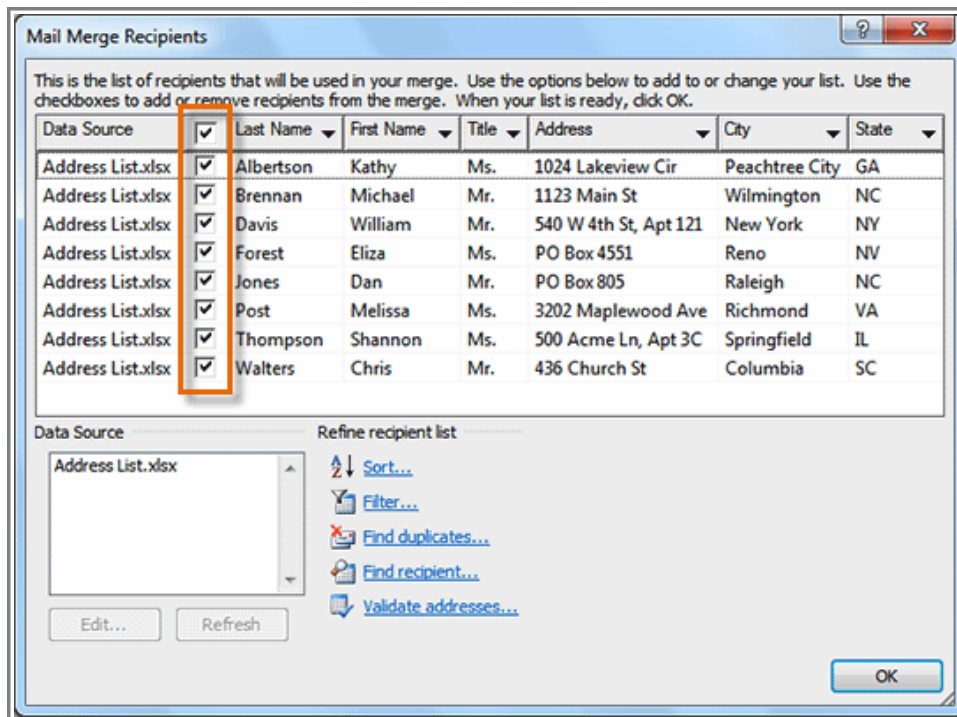 Mail Merge Recipients
This is the list of recipients that will be used in your merge. Use the options below to add to or change your list. Use the
checkboxes to add or remove recipients from the merge. When your list is ready, click OK.
Data Source Last Name First Name Title Address City State
Address List.xlsx Albertson Kathy Ms. 1024 Lakeview Cir Peachtree City GA
Address List.xlsx Brennan Michael Mr. 1123 Main St Wilmington NC
Address List.xlsx Davis William Mr. 540 W 4th St, Apt 121 New York NY
Address List.xlsx Forest Eliza Ms. PO Box 4551 Reno NV
Address List.xlsx Jones Dan Mr. PO Box 805 Raleigh NC
Address List.xlsx Post Melissa Ms. 3202 Maplewood Ave Richmond VA
Address List.xlsx Thompson Shannon Ms. 500 Acme Ln, Apt 3C Springfield IL
Address List.xlsx Walters Chris Mr. 436 Church St Columbia SC
Data Source
Address List.xlsx
Edit... Refresh
Refine recipient list
Sort...
Filter...
Find duplicates...
Find recipient...
Validate addresses...
OK